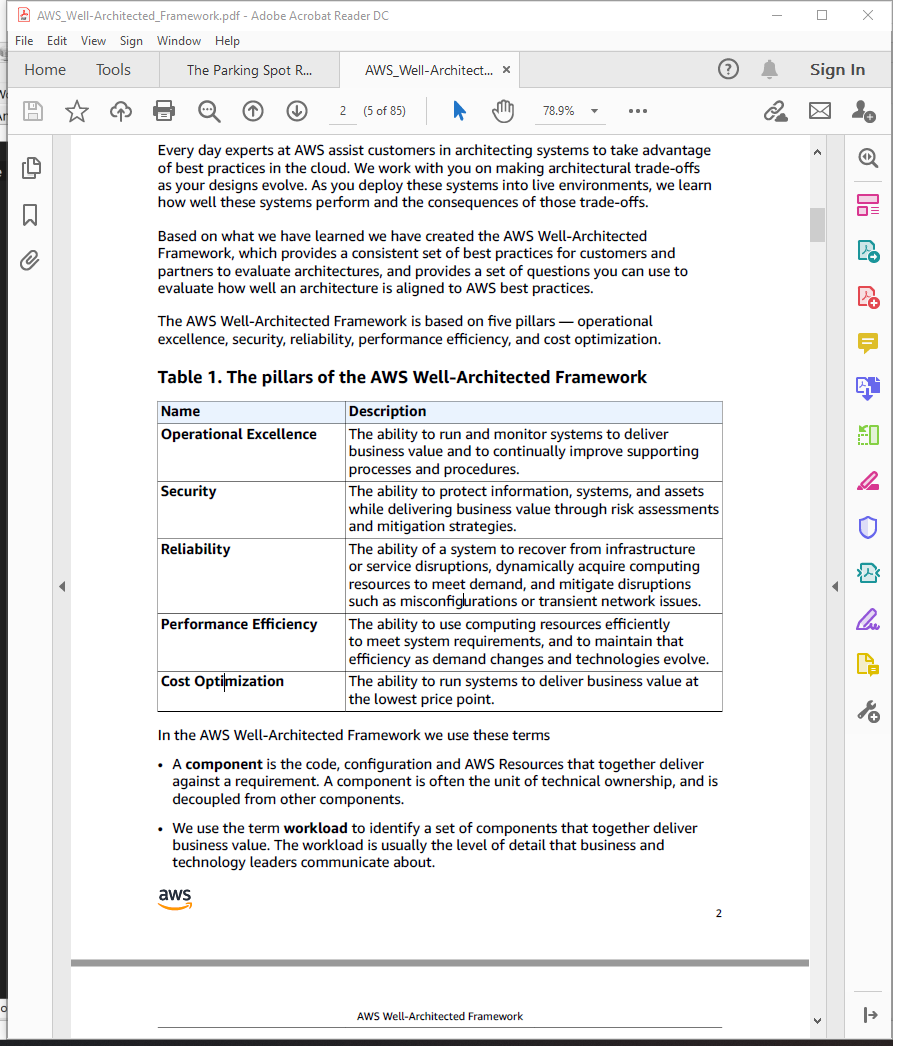 AWS_Well-Architected_Framework.pdf - Adobe Acrobat Reader DC
File Edit View Sign Window Help
Home Tools The Parking Spot R... AWS_Well-Architect... × ? Sign In
2 (5 of 85) 78.9%
Every day experts at AWS assist customers in architecting systems to take advantage
of best practices in the cloud. We work with you on making architectural trade-offs
as your designs evolve. As you deploy these systems into live environments, we learn
how well these systems perform and the consequences of those trade-offs.
Based on what we have learned we have created the AWS Well-Architected
Framework, which provides a consistent set of best practices for customers and
partners to evaluate architectures, and provides a set of questions you can use to
evaluate how well an architecture is aligned to AWS best practices.
The AWS Well-Architected Framework is based on five pillars — operational
excellence, security, reliability, performance efficiency, and cost optimization.
Table 1. The pillars of the AWS Well-Architected Framework
Name Description
Operational Excellence The ability to run and monitor systems to deliver
business value and to continually improve supporting
processes and procedures.
Security The ability to protect information, systems, and assets
while delivering business value through risk assessments
and mitigation strategies.
Reliability The ability of a system to recover from infrastructure
or service disruptions, dynamically acquire computing
resources to meet demand, and mitigate disruptions
such as misconfigurations or transient network issues.
Performance Efficiency The ability to use computing resources efficiently
to meet system requirements, and to maintain that
efficiency as demand changes and technologies evolve.
Cost Optimization The ability to run systems to deliver business value at
the lowest price point.
In the AWS Well-Architected Framework we use these terms
• A component is the code, configuration and AWS Resources that together deliver
against a requirement. A component is often the unit of technical ownership, and is
decoupled from other components.
• We use the term workload to identify a set of components that together deliver
business value. The workload is usually the level of detail that business and
technology leaders communicate about.
aws
2
AWS Well-Architected Framework